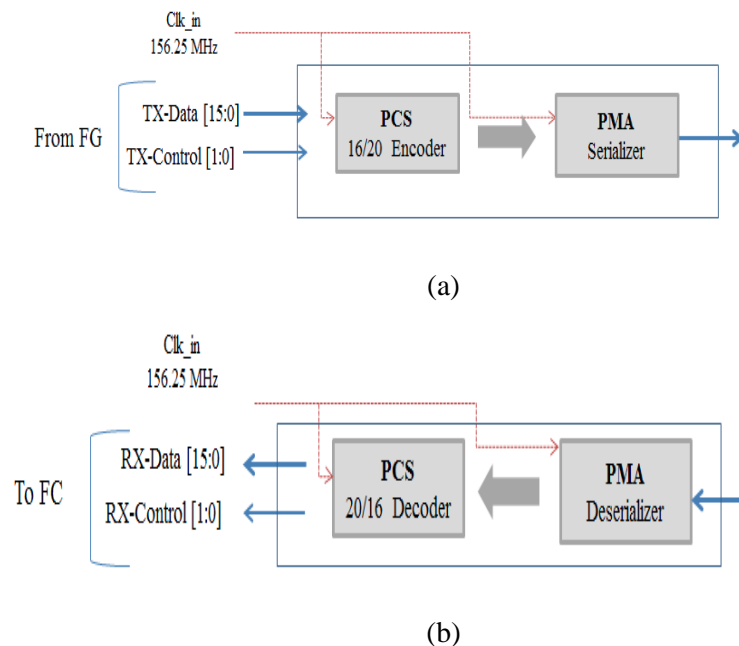 Clk_in
156.25 MHz
From FG
TX-Data [15:0]
TX-Control [1:0]
PCS
16/20 Encoder
PMA
Serializer
(a)
Clk_in
156.25 MHz
To FC
RX-Data [15:0]
RX-Control [1:0]
PCS
20/16 Decoder
PMA
Deserializer
(b)